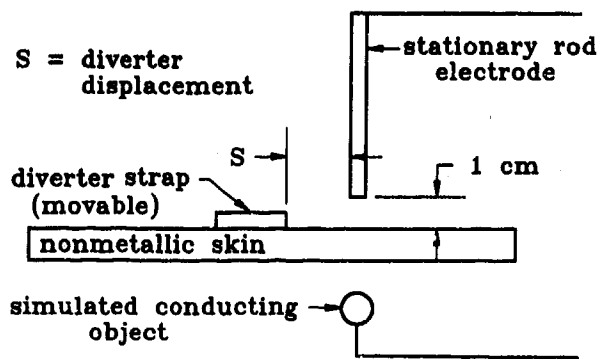 S = diverter
displacement
stationary rod
electrode
S
1 cm
diverter strap
(movable)
nonmetallic skin
simulated conducting
object